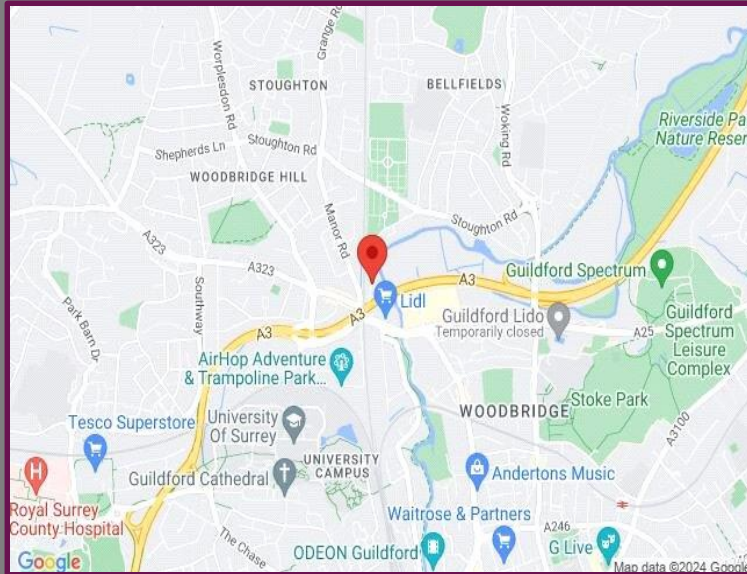 Grange Rd
Worplesdon Rd
STOUGHTON
BELLFIELDS
Woking Rd
Riverside Pa
Nature Reser
Shepherds Ln
Stoughton Rd
WOODBRIDGE HILL
Manor Rd
Stoughton Rd
A323
A323
Southway
Park Barn Dr
A3
Guildford Spectrum
Lidl
A3
A3
Guildford Lido
Temporarily closed
A25
Guildford
Spectrum
Leisure
Complex
AirHop Adventure
& Trampoline Park...
Stoke Park
WOODBRIDGE
A3100
Tesco Superstore
University
Of Surrey
UNIVERSITY
CAMPUS
Guildford Cathedral
Andertons Music
H
Royal Surrey
County Hospital
Waitrose & Partners
The Chase
A246
ODEON Guildford
G Live
Google
Map data ©2024 Google